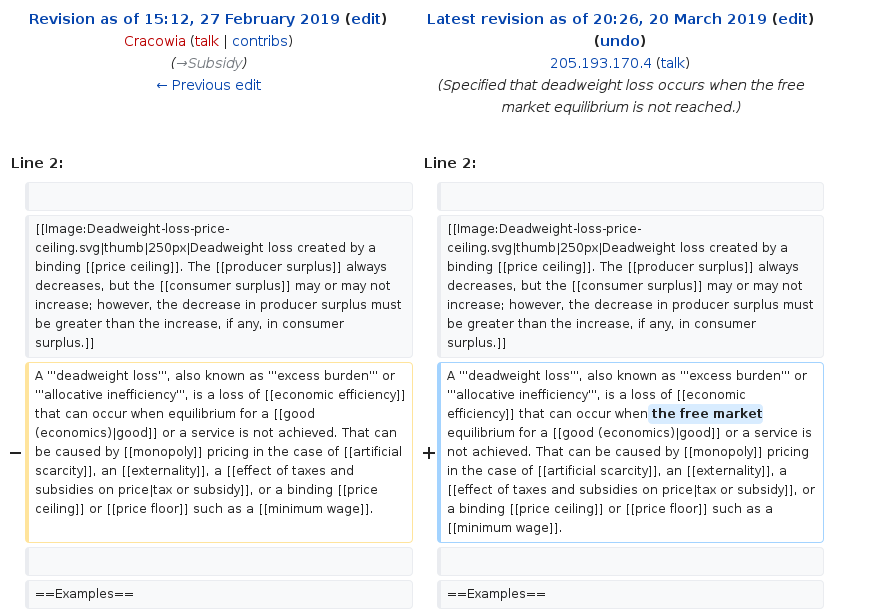 Revision as of 15:12, 27 February 2019 (edit)
Cracowia (talk | contribs)
(→Subsidy)
← Previous edit
Latest revision as of 20:26, 20 March 2019 (edit)
(undo)
205.193.170.4 (talk)
(Specified that deadweight loss occurs when the free
market equilibrium is not reached.)
Line 2:
Line 2:
[[Image:Deadweight-loss-price-
ceiling.svg|thumb|250px|Deadweight loss created by a
binding [[price ceiling]]. The [[producer surplus]] always
decreases, but the [[consumer surplus]] may or may not
increase; however, the decrease in producer surplus must
be greater than the increase, if any, in consumer
surplus.]]
[[Image:Deadweight-loss-price-
ceiling.svg|thumb|250px|Deadweight loss created by a
binding [[price ceiling]]. The [[producer surplus]] always
decreases, but the [[consumer surplus]] may or may not
increase; however, the decrease in producer surplus must
be greater than the increase, if any, in consumer
surplus.]]
−
A '''deadweight loss''', also known as '''excess burden''' or
'''allocative inefficiency''', is a loss of [[economic efficiency]]
that can occur when equilibrium for a [[good
(economics)|good]] or a service is not achieved. That can
be caused by [[monopoly]] pricing in the case of [[artificial
scarcity]], an [[externality]], a [[effect of taxes and
subsidies on price|tax or subsidy]], or a binding [[price
ceiling]] or [[price floor]] such as a [[minimum wage]].
+
A '''deadweight loss''', also known as '''excess burden''' or
'''allocative inefficiency''', is a loss of [[economic
efficiency]] that can occur when the free market
equilibrium for a [[good (economics)|good]] or a service is
not achieved. That can be caused by [[monopoly]] pricing
in the case of [[artificial scarcity]], an [[externality]], a
[[effect of taxes and subsidies on price|tax or subsidy]], or
a binding [[price ceiling]] or [[price floor]] such as a
[[minimum wage]].
==Examples==
==Examples==